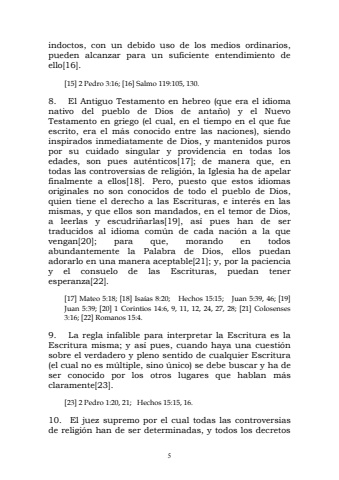 indoctos, con un debido uso de los medios ordinarios,
pueden alcanzar para un suficiente entendimiento de
ello[16].
[15] 2 Pedro 3:16; [16] Salmo 119:105, 130.
8. El Antiguo Testamento en hebreo (que era el idioma
nativo del pueblo de Dios de antaño) y el Nuevo
Testamento en griego (el cual, en el tiempo en el que fue
escrito, era el más conocido entre las naciones), siendo
inspirados inmediatamente de Dios, y mantenidos puros
por su cuidado singular y providencia en todas los
edades, son pues auténticos[17]; de manera que, en
todas las controversias de religión, la Iglesia ha de apelar
finalmente a ellos[18]. Pero, puesto que estos idiomas
originales no son conocidos de todo el pueblo de Dios,
quien tiene el derecho a las Escrituras, e interés en las
mismas, y que ellos son mandados, en el temor de Dios,
a leerlas y escudriñarlas[19], así pues han de ser
traducidos al idioma común de cada nación a la que
vengan[20]; para que, morando en todos
abundantemente la Palabra de Dios, ellos puedan
adorarlo en una manera aceptable[21]; y, por la paciencia
y el consuelo de las Escrituras, puedan tener
esperanza[22].
[17] Mateo 5:18; [18] Isaías 8:20; Hechos 15:15; Juan 5:39, 46; [19]
Juan 5:39; [20] 1 Corintios 14:6, 9, 11, 12, 24, 27, 28; [21] Colosenses
3:16; [22] Romanos 15:4.
9. La regla infalible para interpretar la Escritura es la
Escritura misma; y así pues, cuando haya una cuestión
sobre el verdadero y pleno sentido de cualquier Escritura
(el cual no es múltiple, sino único) se debe buscar y ha de
ser conocido por los otros lugares que hablan más
claramente[23].
[23] 2 Pedro 1:20, 21; Hechos 15:15, 16.
10. El juez supremo por el cual todas las controversias
de religión han de ser determinadas, y todos los decretos
5